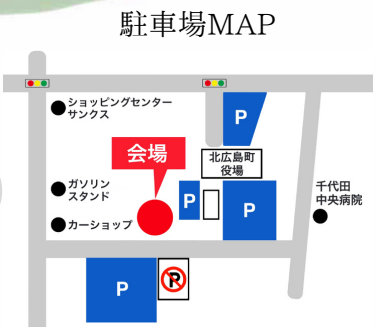 駐車場MAP
ショッピングセンター
サンクス
P
会場
北広島町
役場
ガソリン
スタンド
P
P
千代田
中央病院
カーショップ
P
P